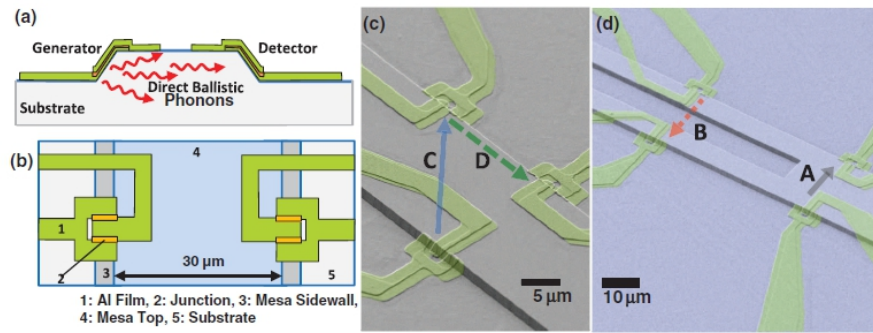 (a)
Generator
Detector
Direct Ballistic
Phonons
Substrate
(b)
4
1
30 µm
2
3
5
1: Al Film, 2: Junction, 3: Mesa Sidewall,
4: Mesa Top, 5: Substrate
(c)
C
D
5 µm
(d)
B
A
10 µm